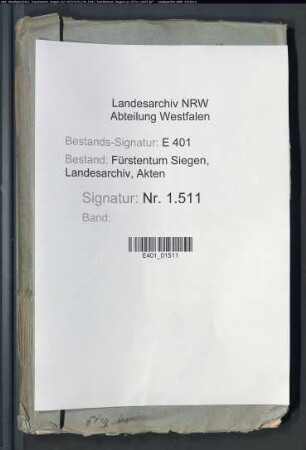 Landesarchiv NRW
Abteilung Westfalen
Bestands-Signatur: E 401
Bestand: Fürstentum Siegen,
Landesarchiv, Akten
Signatur: Nr. 1.511
Band:
E401_01511